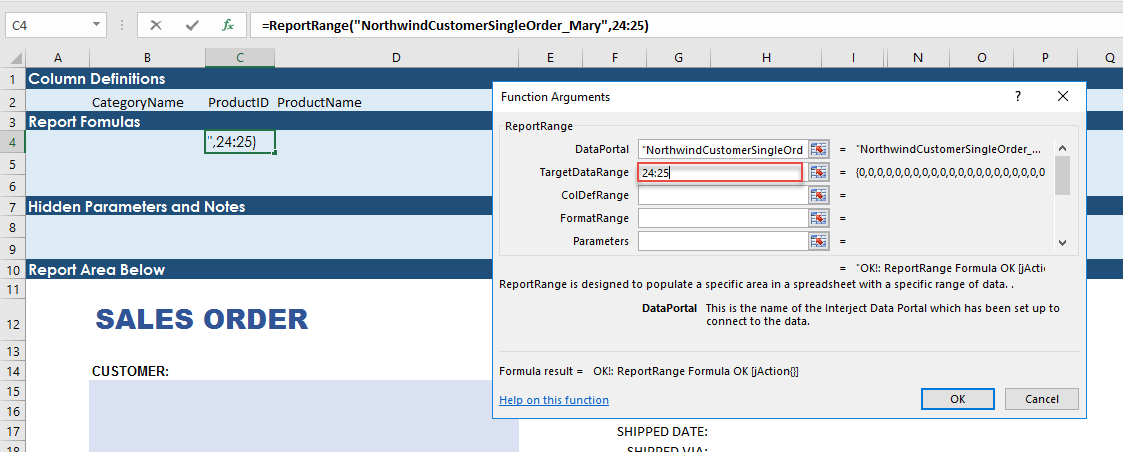 C4 fx =ReportRange("NorthwindCustomerSingleOrder_Mary",24:25)
A B C D E F G H I N O P Q
1 Column Definitions
2 CategoryName ProductID ProductName
3 Report Fomulas
4 ",24:25)
5
6
7 Hidden Parameters and Notes
8
9
10 Report Area Below
11
12 SALES ORDER
13
14 CUSTOMER:
15
16
17 SHIPPED DATE:
18 SHIPPED VIA:
Function Arguments ?
ReportRange
DataPortal "NorthwindCustomerSingleOrd = "NorthwindCustomerSingleOrder_...
TargetDataRange 24:25 = {0,0,0,0,0,0,0,0,0,0,0,0,0,0,0,0,0,0,0,0,0
ColDefRange =
FormatRange =
Parameters =
= "OK!: ReportRange Formula OK [jActio
ReportRange is designed to populate a specific area in a spreadsheet with a specific range of data. .
DataPortal This is the name of the Interject Data Portal which has been set up to
connect to the data.
Formula result = OK!: ReportRange Formula OK [jAction{}]
Help on this function
OK Cancel